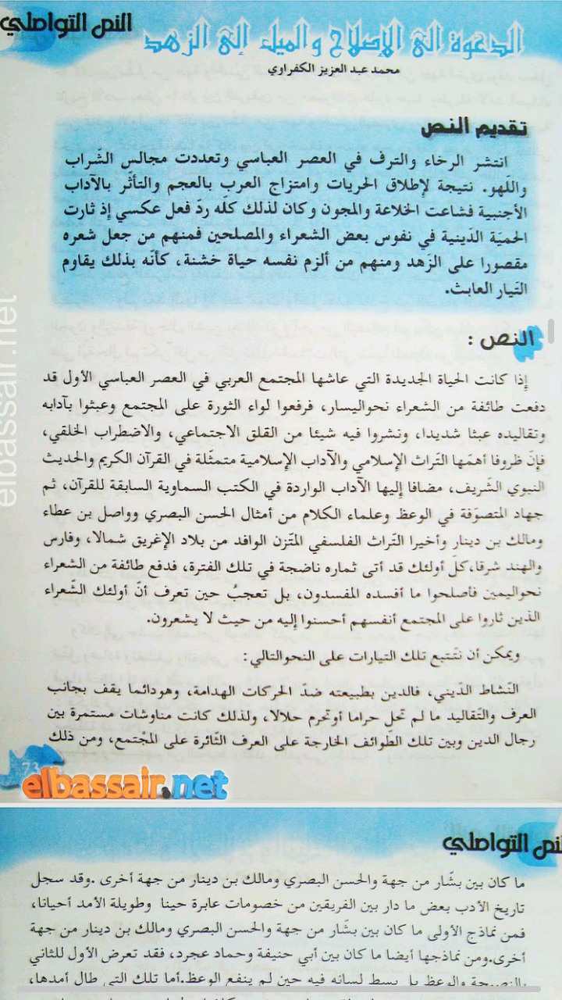 النص التواصلي
الدعوة إلى الإصلاح والميل إلى الزهد
محمد عبد العزيز الكفراوي
تقديم النص
انتشر الرخاء والترف في العصر العباسي وتعددت مجالس الشّراب
واللّهو. نتيجة لإطلاق الحريات وامتزاج العرب بالعجم والتأثّر بالآداب
الأجنبية فشاعت الخلاعة والمجون وكان لذلك كلّه ردّ فعل عكسي إذ ثارت
الحميّة الدّينية في نفوس بعض الشعراء والمصلحين فمنهم من جعل شعره
مقصورا على الزّهد ومنهم من ألزم نفسه حياة خشنة، كأنّه بذلك يقاوم
التيار العابث.
النص :
إذا كانت الحياة الجديدة التي عاشها المجتمع العربي في العصر العباسي الأول قد
دفعت طائفة من الشعراء نحواليسار، فرفعوا لواء الثورة على المجتمع وعبثوا بآدابه
وتقاليده عبثا شديدا، ونشروا فيه شيئا من القلق الاجتماعي، والاضطراب الخلقي،
فإنّ ظروفا أهمّها التّراث الإسلامي والآداب الإسلامية متمثّلة في القرآن الكريم والحديث
النبوي الشّريف، مضافا إليها الآداب الواردة في الكتب السماوية السابقة للقرآن، ثم
جهاد المتصوّفة في الوعظ وعلماء الكلام من أمثال الحسن البصري وواصل بن عطاء
ومالك بن دينار وأخيرا التّراث الفلسفي المتّزن الوافد من بلاد الإغريق شمالا، وفارس
والهند شرقا،كلّ أولئك قد أتى ثماره ناضجة في تلك الفترة، فدفع طائفة من الشعراء
نحواليمين فأصلحوا ما أفسده المفسدون، بل تعجبُ حين تعرف أنّ أولئك الشّعراء
الذين ثاروا على المجتمع أنفسهم أحسنوا إليه من حيث لا يشعرون.
ويمكن أن نتّتبع تلك التيارات على النحوالتالي:
النّشاط الدّيني، فالدين بطبيعته ضدّ الحركات الهدامة، وهودائما يقف بجانب
العرف والتّقاليد ما لم تحل حراما أوتحرم حلالا، ولذلك كانت مناوشات مستمرة بين
رجال الدين وبين تلك الطّوائف الخارجة على العرف الثّائرة على المجْتمع، ومن ذلك
73
elbassair.net
elbassair.net
النص التواصلي
ما كان بين بشّار من جهة والحسن البصري ومالك بن دينار من جهة أخرى .وقد سجل
تاريخ الأدب بعض ما دار بين الفريقين من خصومات عابرة حينا وطويلة الأمد أحيانا،
فمن نماذج الأولى ما كان بين بشّار من جهة والحسن البصري ومالك بن دينار من جهة
أخرى.ومن نماذجها أيضا ما كان بين أبي حنيفة وحماد عجرد، فقد تعرض الأول للثاني
بالنصيحة والوعظ بل بسط لسانه فيه حين لم ينفع الوعظ.أما تلك التي طال أمدها،